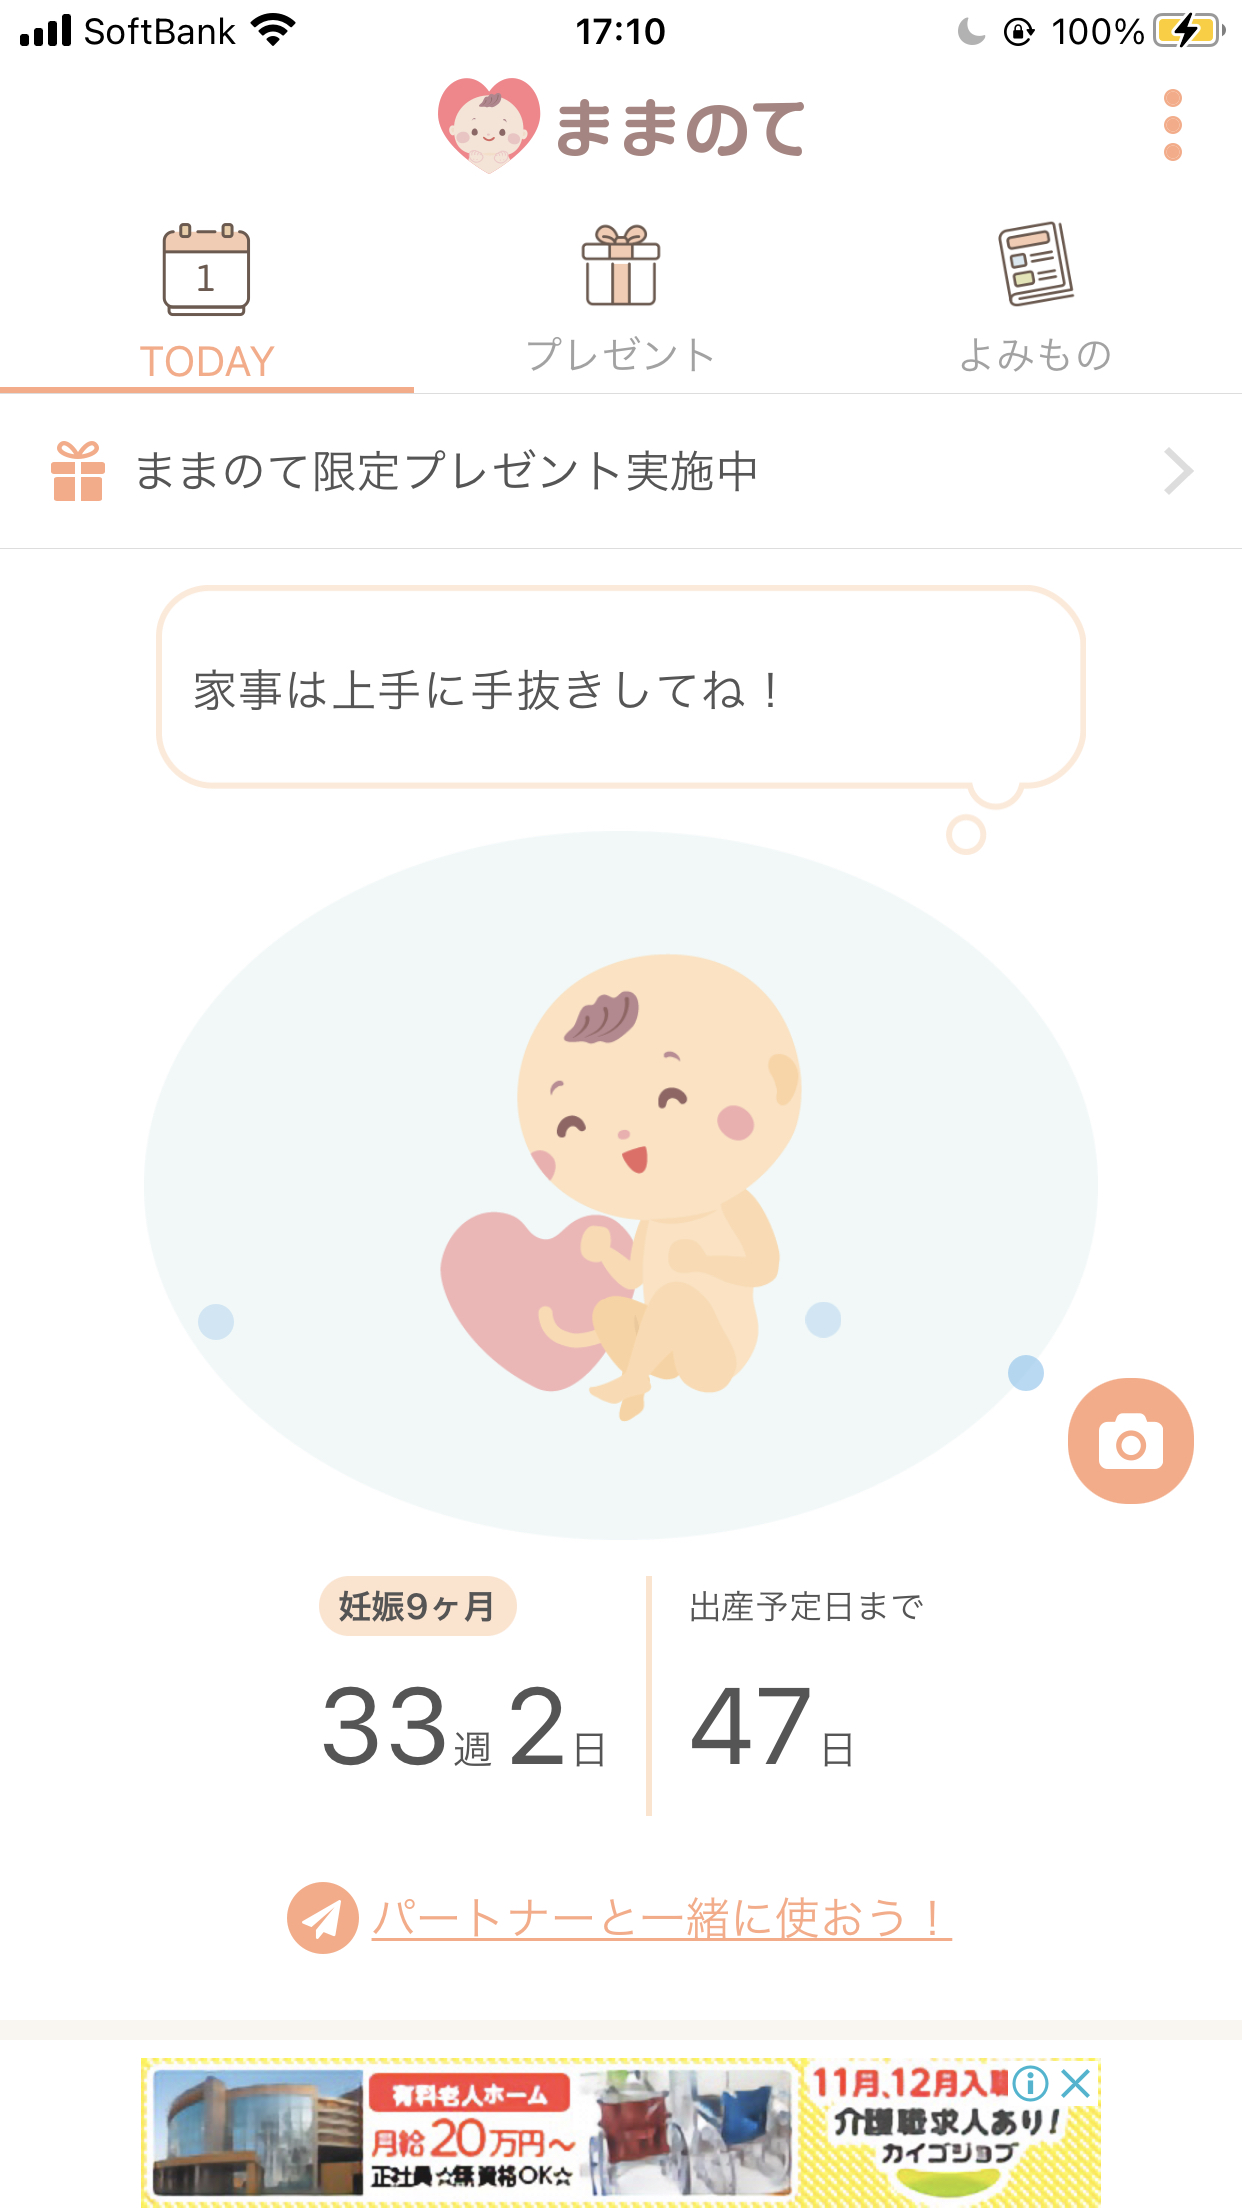 SoftBank 17:10 100%
ままのて
1
TODAY プレゼント よみもの
ままのて限定プレゼント実施中
家事は上手に手抜きしてね！
妊娠9ヶ月 出産予定日まで
33週2日 47日
パートナーと一緒に使おう！
有料老人ホーム
月給20万円～
正社員☆無資格OK☆
11月、12月入職
介護職求人あり!
カイゴジョブ